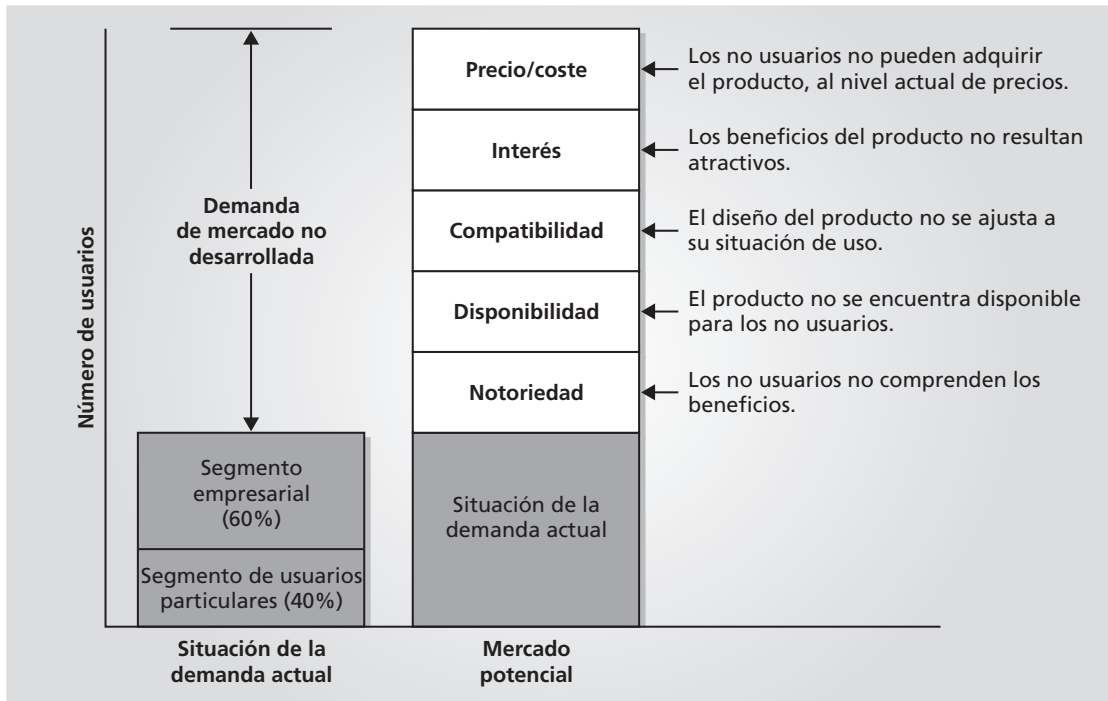 Número de usuarios
Demanda
de mercado no
desarrollada
Segmento
empresarial
(60%)
Segmento de usuarios
particulares (40%)
Situación de la
demanda actual
Precio/coste
Interés
Compatibilidad
Disponibilidad
Notoriedad
Situación de la
demanda actual
Mercado
potencial
Los no usuarios no pueden adquirir
el producto, al nivel actual de precios.
Los beneficios del producto no resultan
atractivos.
El diseño del producto no se ajusta a
su situación de uso.
El producto no se encuentra disponible
para los no usuarios.
Los no usuarios no comprenden los
beneficios.